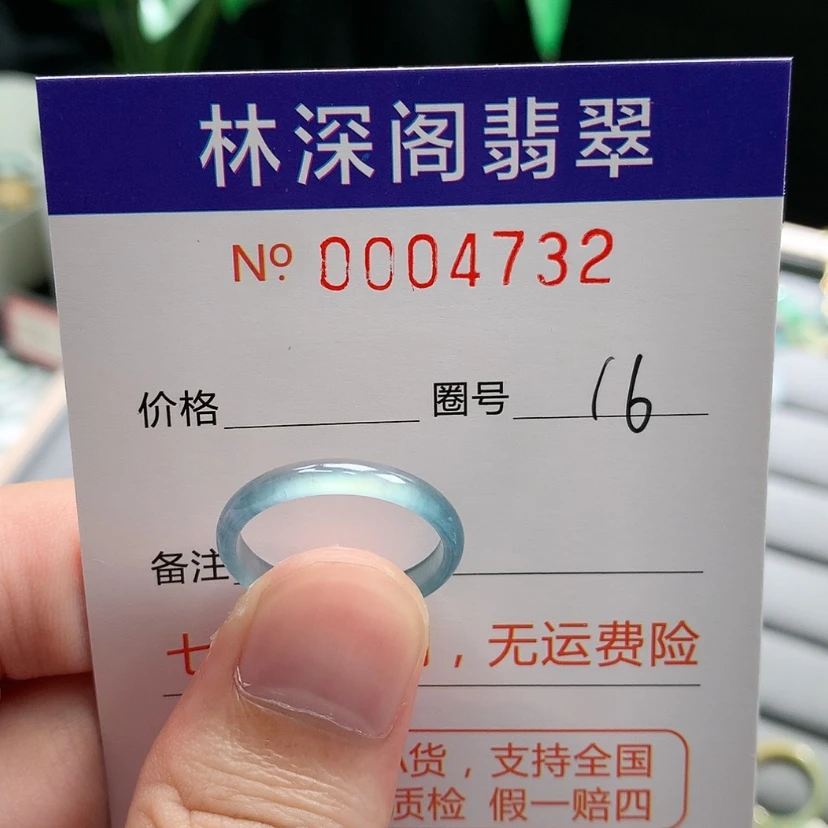 林深阁翡翠
Nº 0004732
价格 圈号 16
备注
七 ，无运费险
货，支持全国
质检 假一赔四